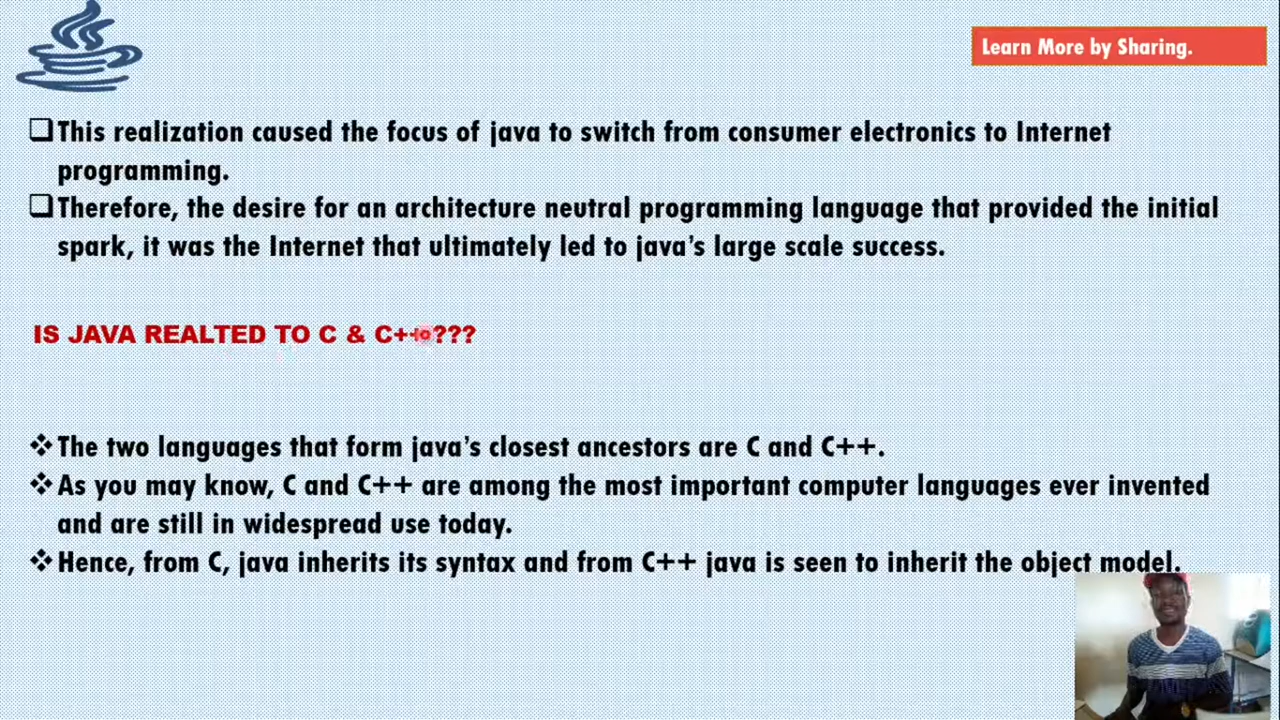 Learn More by Sharing.
This realization caused the focus of java to switch from consumer electronics to Internet
programming.
Therefore, the desire for an architecture neutral programming language that provided the initial
spark, it was the Internet that ultimately led to java’s large scale success.
IS JAVA REALTED TO C & C++???
The two languages that form java’s closest ancestors are C and C++.
As you may know, C and C++ are among the most important computer languages ever invented
and are still in widespread use today.
Hence, from C, java inherits its syntax and from C++ java is seen to inherit the object model.